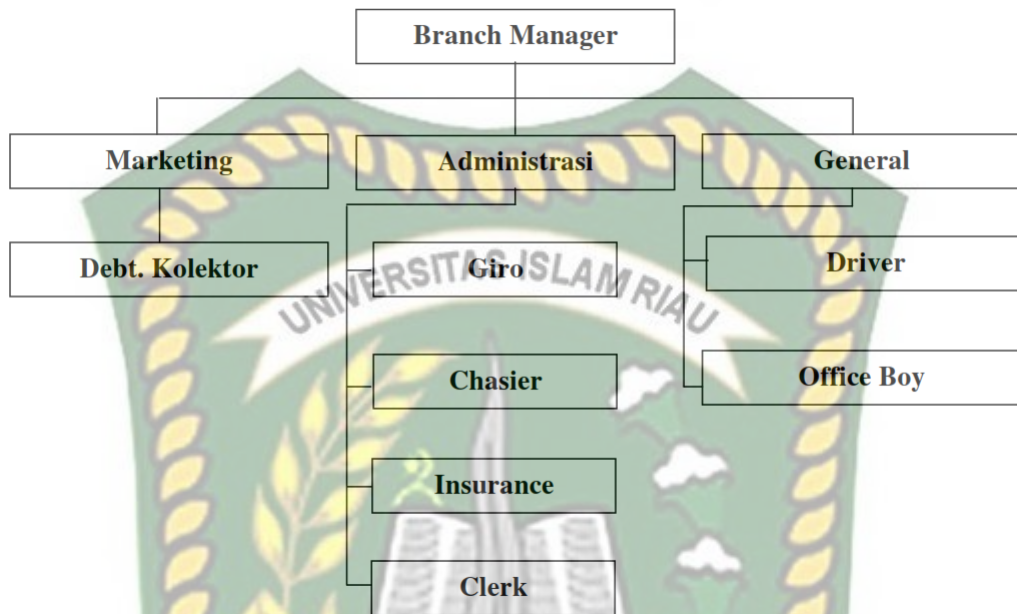 Branch Manager
Marketing
Administrasi
General
Debt. Kolektor
Giro
Driver
UNIVERSITAS ISLAM RIAU
Chasier
Office Boy
Insurance
Clerk